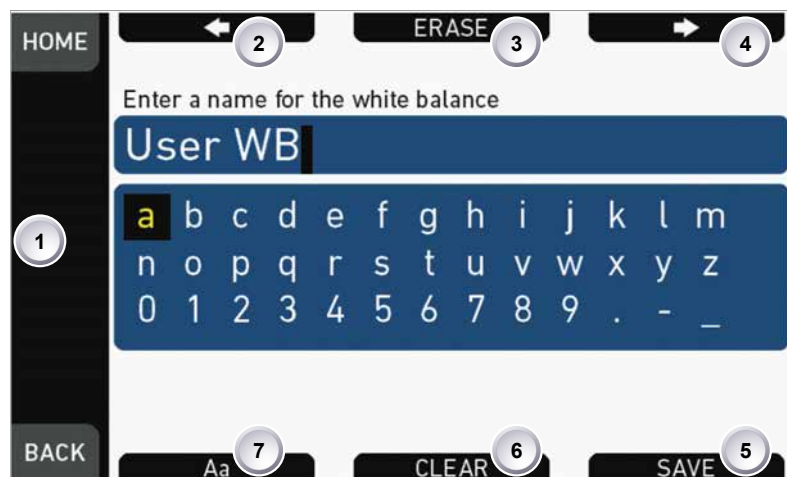 HOME ← 2 ERASE 3 → 4
Enter a name for the white balance
User WB
a b c d e f g h i j k l m
1
n o p q r s t u v w x y z
0 1 2 3 4 5 6 7 8 9 . - _
BACK Aa 7 CLEAR 6 SAVE 5